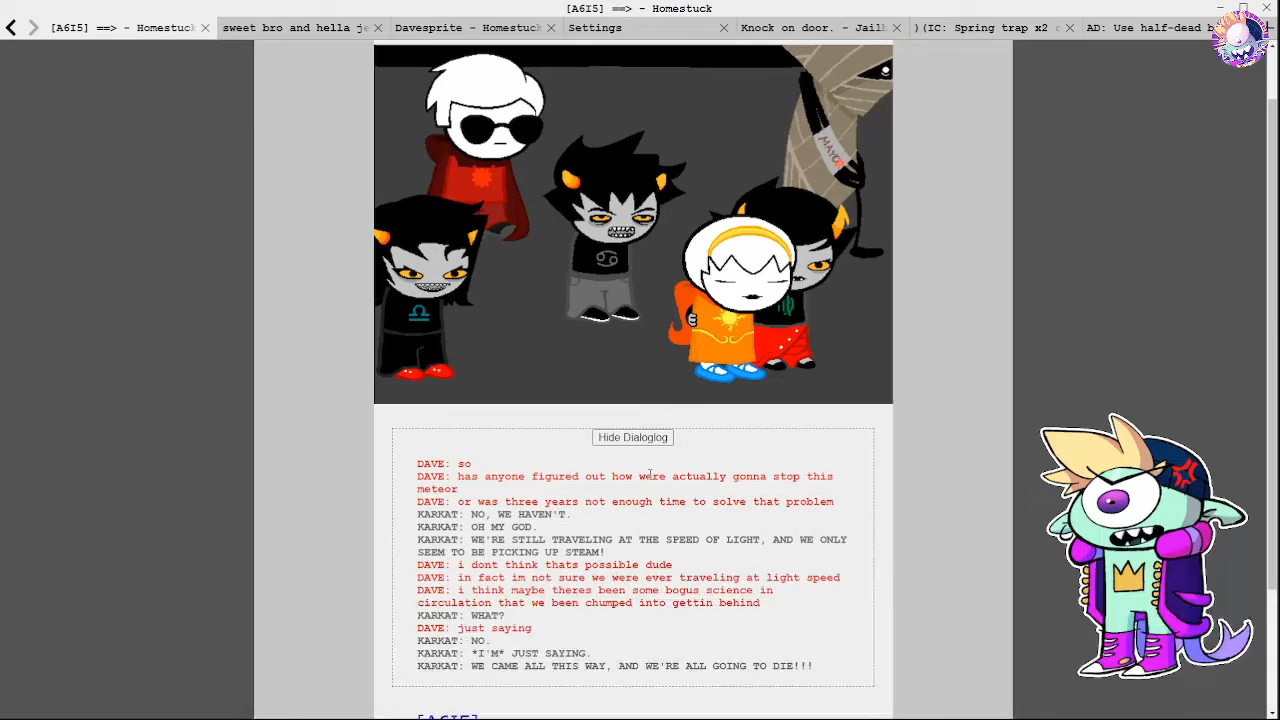 [A6I5] ==> - Homestuck
[A6I5] ==> - Homestuck
sweet bro and hella je
Davesprite - Homestuck
Settings
Knock on door. - Jailb
)(IC: Spring trap x2 c
AD: Use half-dead b
MAYOR
Hide Dialoglog
DAVE: so
DAVE: has anyone figured out how were actually gonna stop this
meteor
DAVE: or was three years not enough time to solve that problem
KARKAT: NO, WE HAVEN'T.
KARKAT: OH MY GOD.
KARKAT: WE'RE STILL TRAVELING AT THE SPEED OF LIGHT, AND WE ONLY
SEEM TO BE PICKING UP STEAM!
DAVE: i dont think thats possible dude
DAVE: in fact im not sure we were ever traveling at light speed
DAVE: i think maybe theres been some bogus science in
circulation that we been chumped into gettin behind
KARKAT: WHAT?
DAVE: just saying
KARKAT: NO.
KARKAT: *I'M* JUST SAYING.
KARKAT: WE CAME ALL THIS WAY, AND WE'RE ALL GOING TO DIE!!!